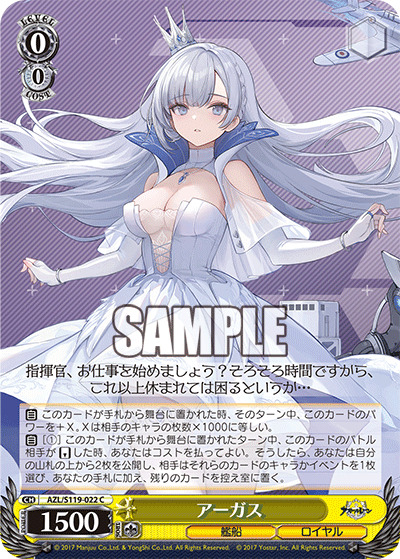 LEVEL
0
0
COST
SAMPLE
指揮官、お仕事を始めましょう?そろそろ時間ですから、
これ以上休まれては困るというか…
自 このカードが手札から舞台に置かれた時、そのターン中、このカードのパワーを+X。Xは相手のキャラの枚数×1000に等しい。
自 [①] このカードが手札から舞台に置かれたターン中、このカードのバトル
相手が した時、あなたはコストを払ってよい。そうしたら、あなたは自分
の山札の上から2枚を公開し、相手はそれらのカードのキャラかイベントを1枚
選び、あなたの手札に加え、残りのカードを控え室に置く。
CH AZL/S119-022 C
アーガス
アズールレーン
1500
艦船
ロイヤル
© 2017 Manjuu Co.,Ltd. & YongShi Co.,Ltd. All Rights Reserved. © 2017 Yostar, Inc. All Rights Reserved.